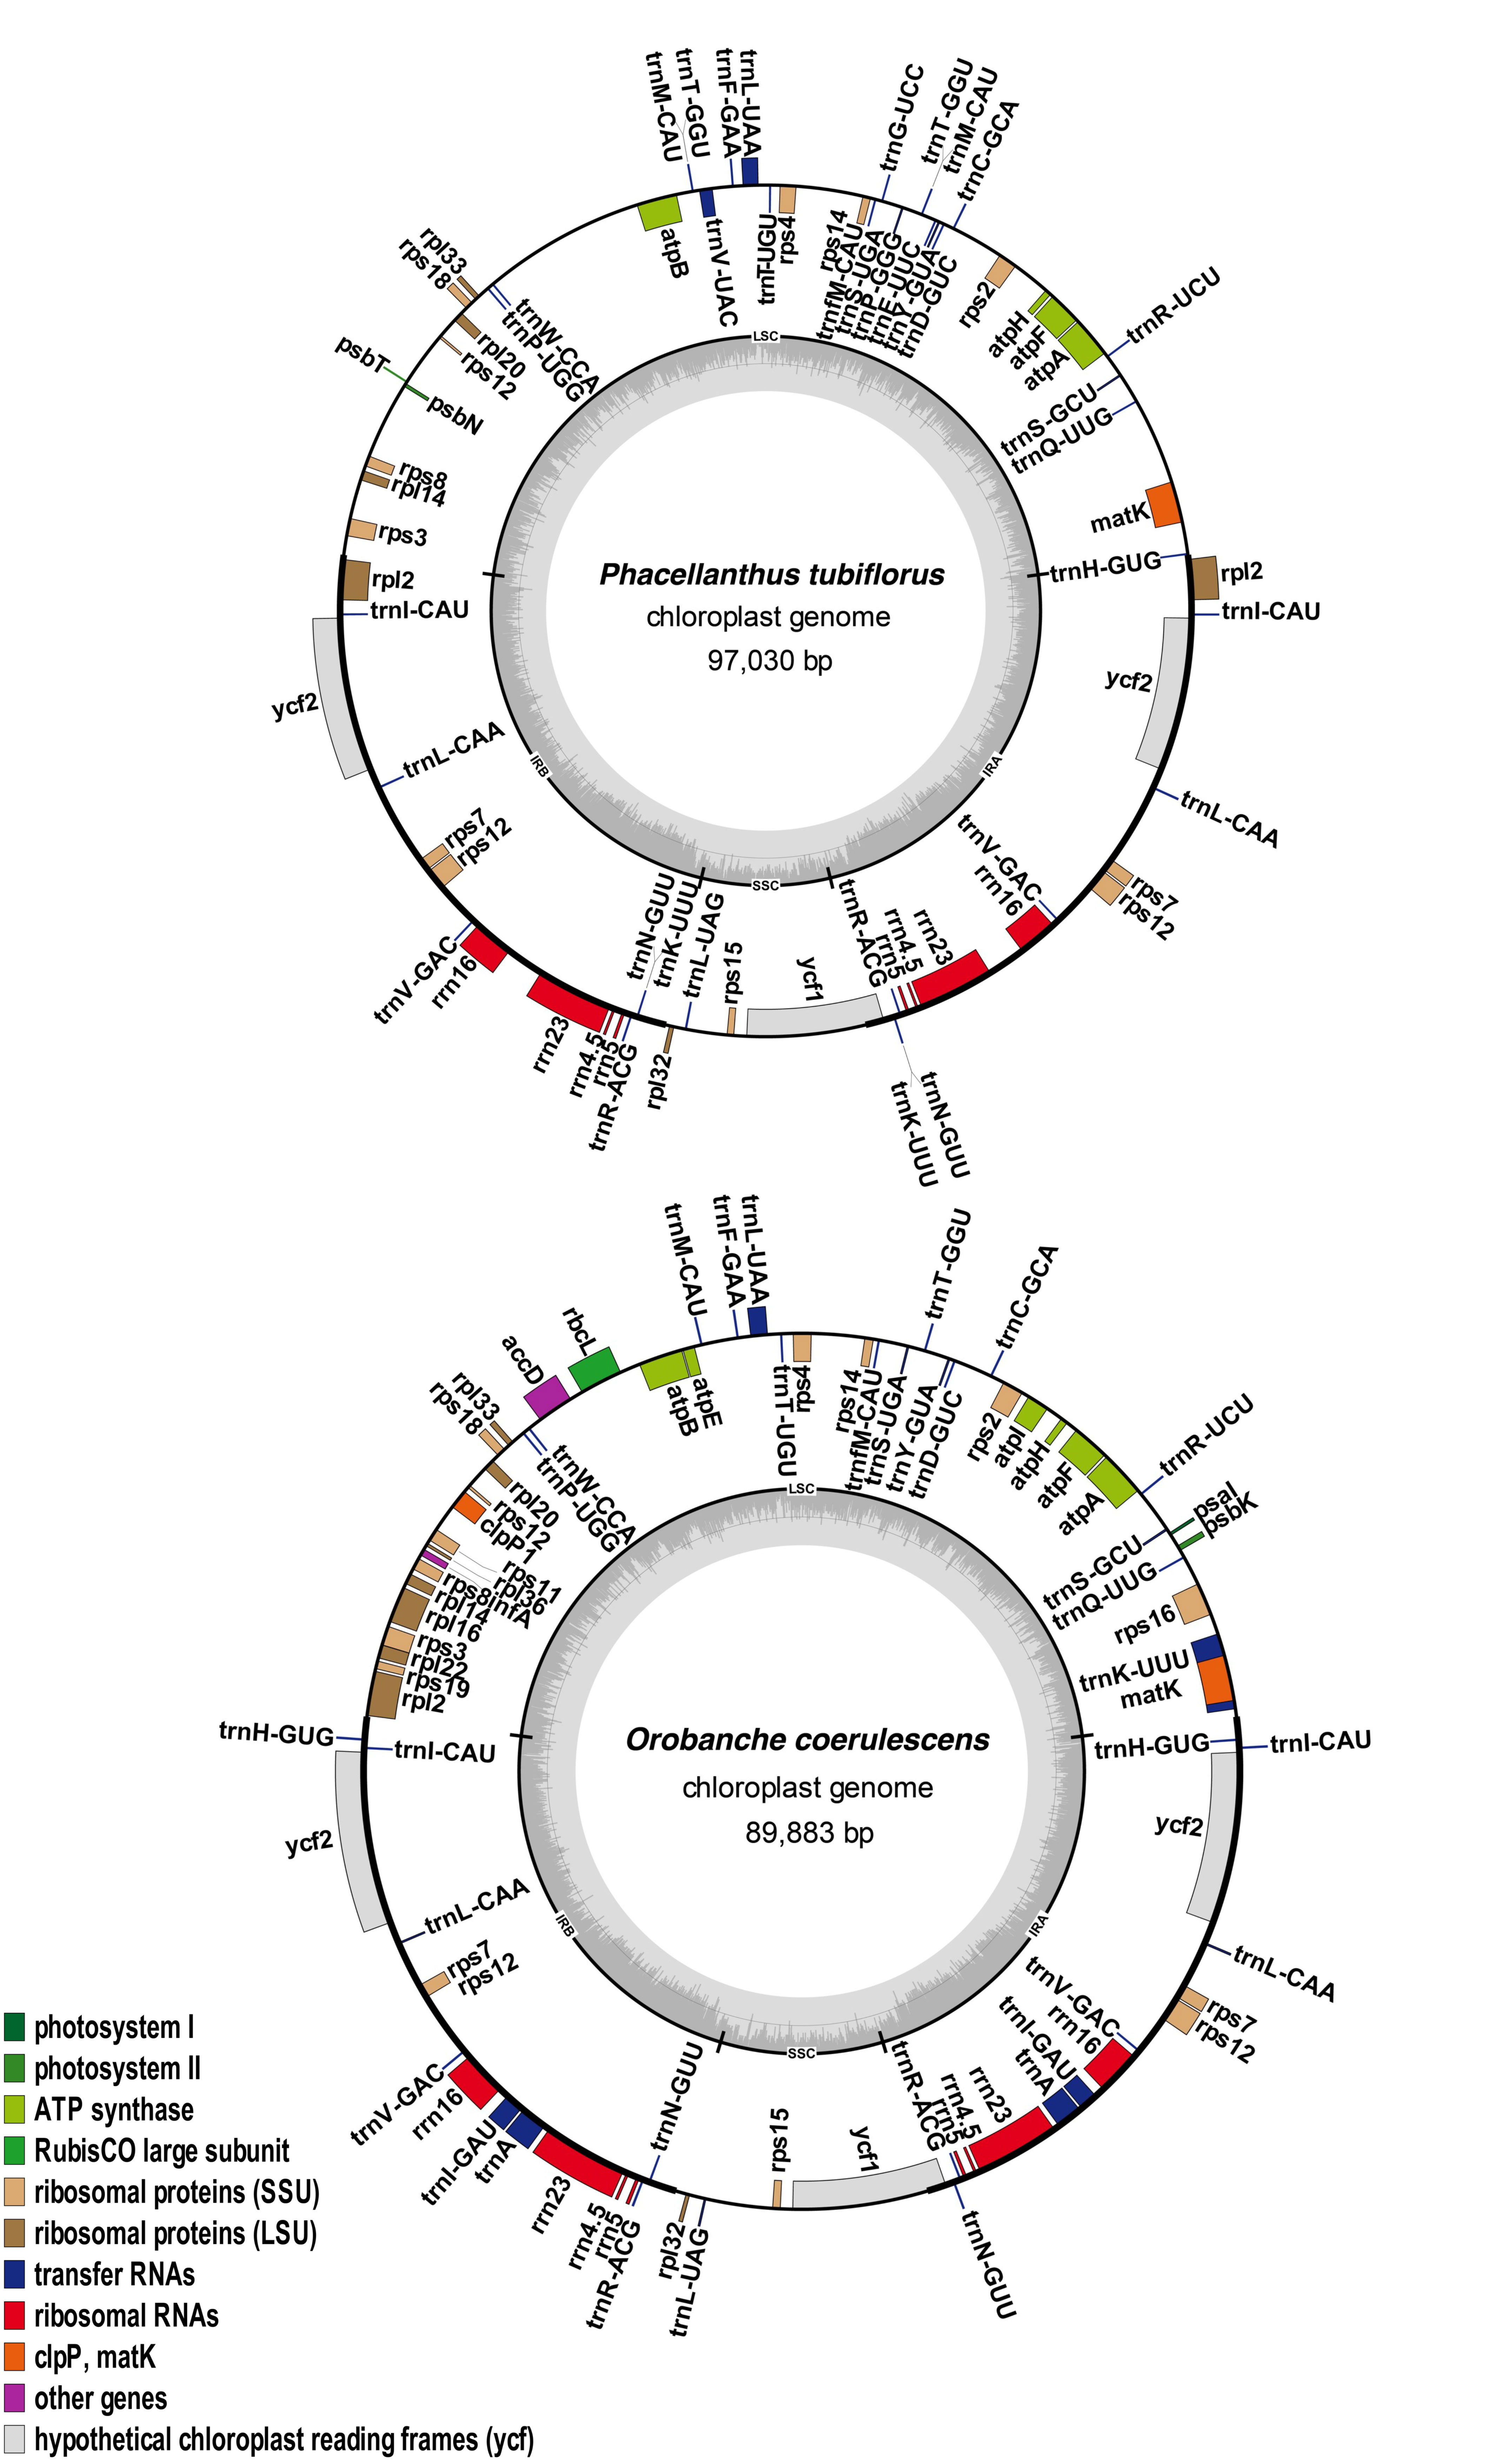 trnM-CAU
trnT-GGU
trnF-GAA
trnL-UAA
trnG-UCC
trnT-GGU
trnM-CAU
trnC-GCA
rpl33
rps18
atpB
trnV-UAC
trnT-UGU
rps4
rps14
trnfM-CAU
trnS-UGA
trnP-GGG
trnE-UUC
trnY-GUA
trnD-GUC
rps2
atpH
atpF
atpA
trnR-UCU
trnW-CCA
trnP-UGG
rpl20
rps12
psbT
psbN
LSC
trnS-GCU
trnQ-UUG
rps8
rpl14
rps3
matK
trnH-GUG
rpl2
rpl2
trnI-CAU
trnI-CAU
Phacellanthus tubiflorus
chloroplast genome
97,030 bp
ycf2
ycf2
trnL-CAA
trnL-CAA
IRB
IRA
rps7
rps12
trnV-GAC
rrn16
rps7
rps12
SSC
trnV-GAC
rrn16
rrn23
rrn4.5
rrn5
trnR-ACG
trnN-GUU
trnK-UUU
trnL-UAG
rpl32
rps15
ycf1
trnR-ACG
rrn5
rrn4.5
rrn23
trnK-UUU
trnN-GUU
trnM-CAU
trnF-GAA
trnL-UAA
trnT-GGU
trnC-GCA
rbcL
accD
rpl33
rps18
atpB
atpE
trnT-UGU
rps4
rps14
trnfM-CAU
trnS-UGA
trnY-GUA
trnD-GUC
rps2
atpI
atpH
atpF
atpA
trnR-UCU
psaI
psbK
trnW-CCA
trnP-UGG
rpl20
rps12
clpP1
LSC
trnS-GCU
trnQ-UUG
rps16
rps11
rpl36
infA
rps8
rpl14
rpl16
rps3
rpl22
rps19
rpl2
trnK-UUU
matK
trnH-GUG
trnH-GUG
trnI-CAU
trnI-CAU
Orobanche coerulescens
chloroplast genome
89,883 bp
ycf2
ycf2
trnL-CAA
trnL-CAA
IRB
IRA
rps7
rps12
trnV-GAC
rrn16
trnI-GAU
trnA
rps7
rps12
SSC
trnV-GAC
rrn16
trnI-GAU
trnA
rrn23
rrn4.5
rrn5
trnR-ACG
trnN-GUU
rpl32
trnL-UAG
rps15
ycf1
trnR-ACG
rrn5
rrn4.5
rrn23
trnN-GUU
photosystem I
photosystem II
ATP synthase
RubisCO large subunit
ribosomal proteins (SSU)
ribosomal proteins (LSU)
transfer RNAs
ribosomal RNAs
clpP, matK
other genes
hypothetical chloroplast reading frames (ycf)